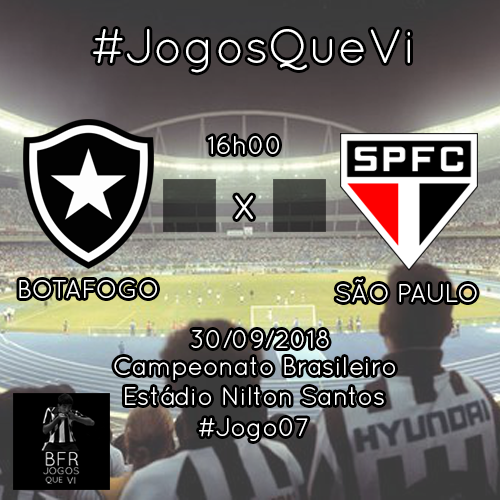 #JogosQueVi
16h00
SPFC
X
BOTAFOGO
SÃO PAULO
30/09/2018
Campeonato Brasileiro
Estádio Nilton Santos
#Jogo07
HYUNDAI
BFR
JOGOS
QUE VI